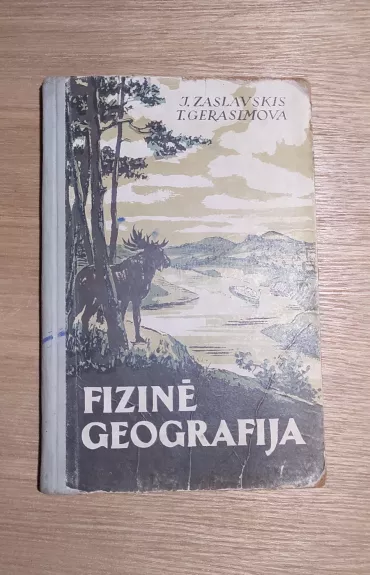 J. ZASLAVSKIS
T. GERASIMOVA
FIZINĖ
GEOGRAFIJA